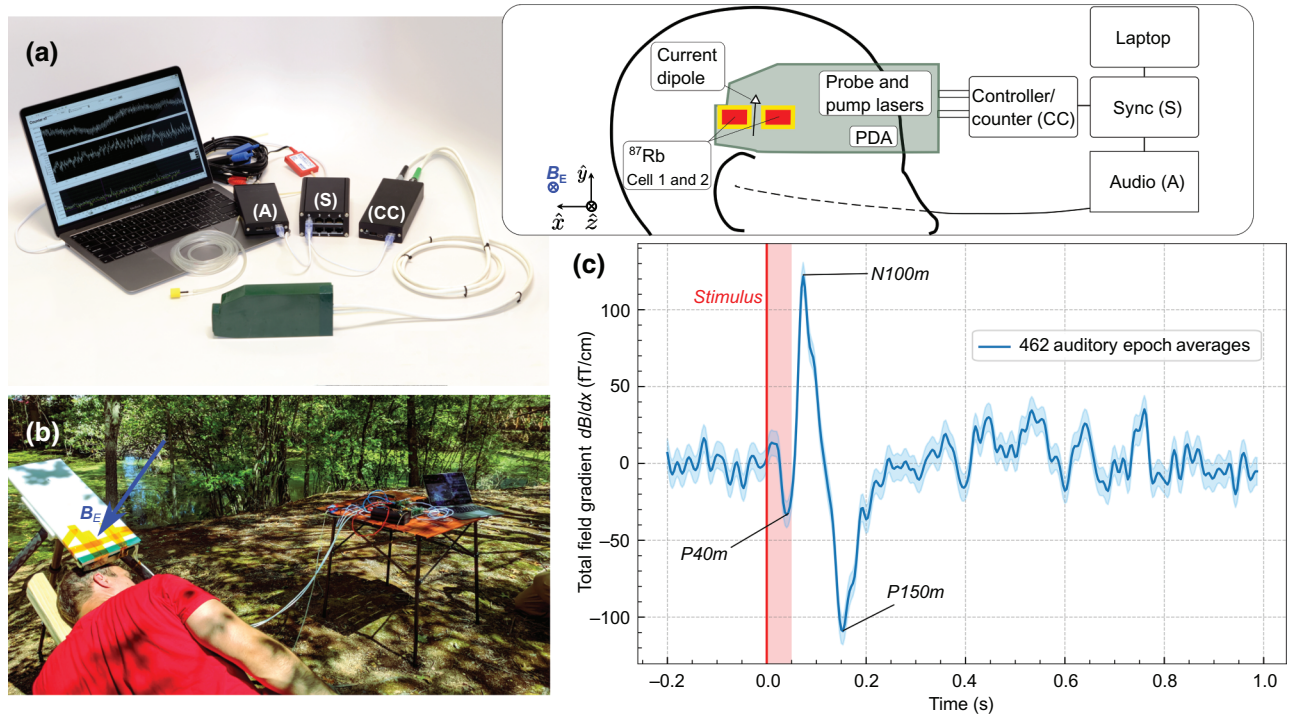 (a)
(A)
(S)
(CC)
Current
dipole
Probe and
pump lasers
PDA
⁸⁷Rb
Cell 1 and 2
Controller/
counter (CC)
Laptop
Sync (S)
Audio (A)
B_E
ŷ
x̂
ẑ
(b)
B_E
(c)
Total field gradient dB/dx (fT/cm)
100
50
0
−50
−100
Stimulus
N100m
462 auditory epoch averages
P40m
P150m
−0.2
0.0
0.2
0.4
0.6
0.8
1.0
Time (s)